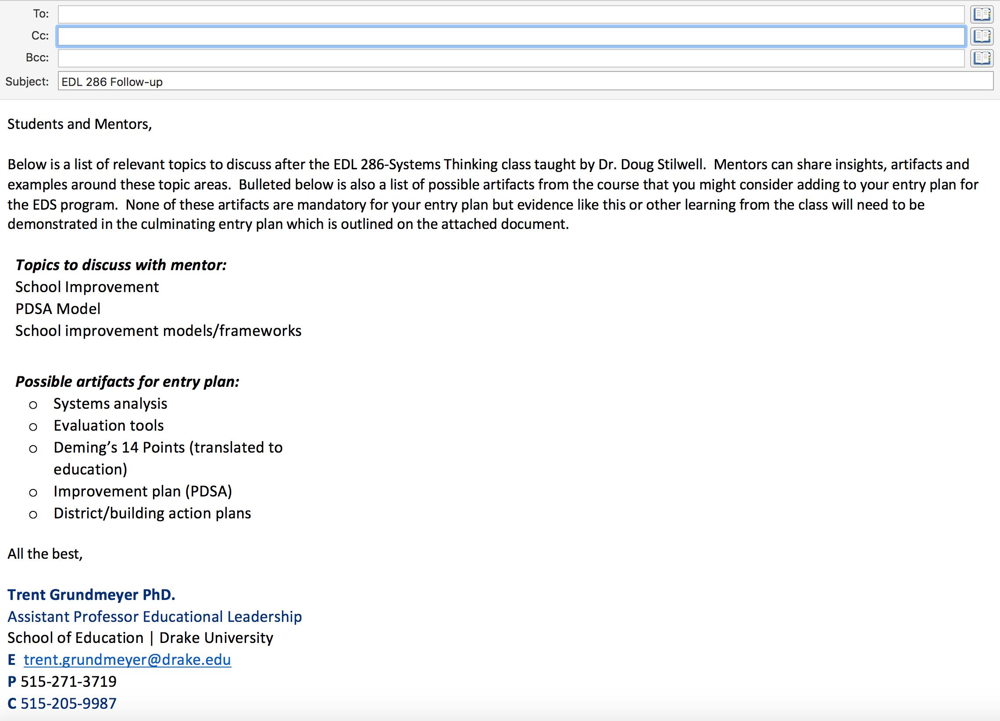 To:
Cc:
Bcc:
Subject: EDL 286 Follow-up
Students and Mentors,
Below is a list of relevant topics to discuss after the EDL 286-Systems Thinking class taught by Dr. Doug Stilwell.  Mentors can share insights, artifacts and
examples around these topic areas.  Bulleted below is also a list of possible artifacts from the course that you might consider adding to your entry plan for
the EDS program.  None of these artifacts are mandatory for your entry plan but evidence like this or other learning from the class will need to be
demonstrated in the culminating entry plan which is outlined on the attached document.
Topics to discuss with mentor:
School Improvement
PDSA Model
School improvement models/frameworks
Possible artifacts for entry plan:
o Systems analysis
o Evaluation tools
o Deming’s 14 Points (translated to
education)
o Improvement plan (PDSA)
o District/building action plans
All the best,
Trent Grundmeyer PhD.
Assistant Professor Educational Leadership
School of Education | Drake University
E trent.grundmeyer@drake.edu
P 515-271-3719
C 515-205-9987